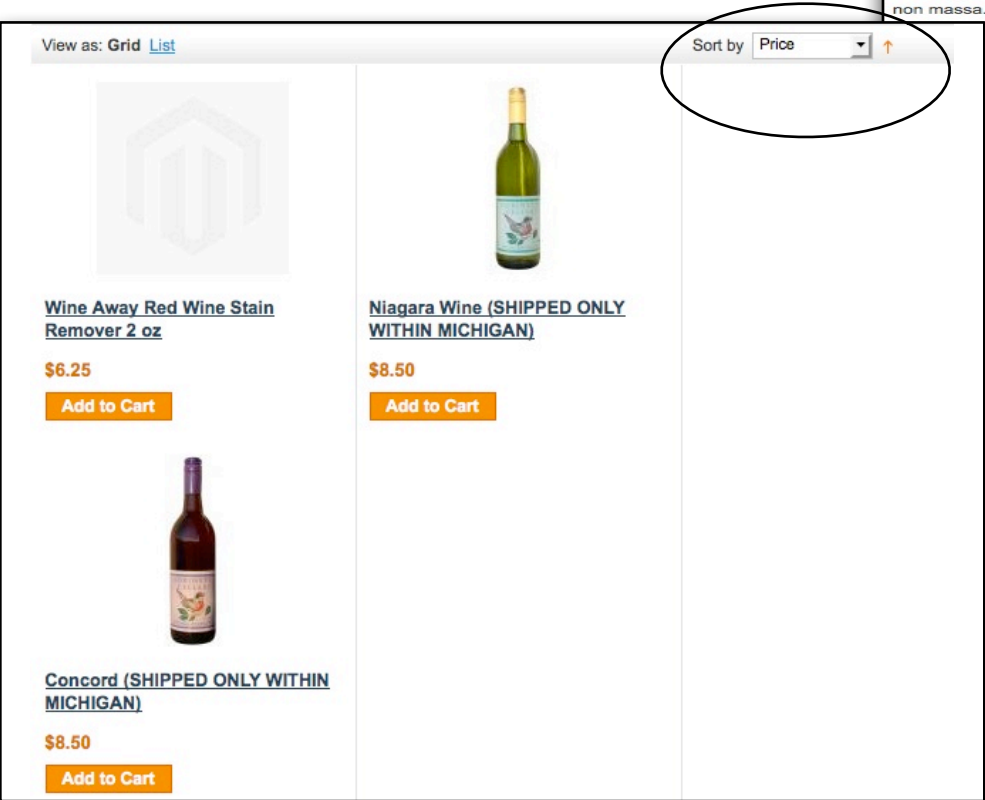 non massa.
View as: Grid List
Sort by Price ↑
Wine Away Red Wine Stain
Remover 2 oz
$6.25
Add to Cart
Niagara Wine (SHIPPED ONLY
WITHIN MICHIGAN)
$8.50
Add to Cart
Concord (SHIPPED ONLY WITHIN
MICHIGAN)
$8.50
Add to Cart